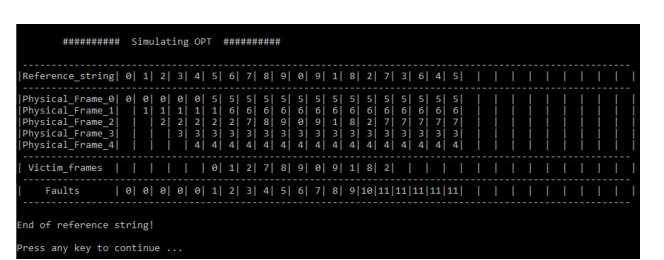 ########## Simulating OPT ##########
|Reference_string| 0| 1| 2| 3| 4| 5| 6| 7| 8| 9| 0| 9| 1| 8| 2| 7| 3| 6| 4| 5| | | | | | | | | | |
|Physical_Frame_0| 0| 0| 0| 0| 0| 5| 5| 5| 5| 5| 5| 5| 5| 5| 5| 5| 5| 5| 5| 5| | | | | | | | | | |
|Physical_Frame_1| | 1| 1| 1| 1| 1| 6| 6| 6| 6| 6| 6| 6| 6| 6| 6| 6| 6| 6| 6| | | | | | | | | | |
|Physical_Frame_2| | | 2| 2| 2| 2| 2| 7| 8| 9| 0| 9| 1| 8| 2| 7| 7| 7| 7| 7| | | | | | | | | | |
|Physical_Frame_3| | | | 3| 3| 3| 3| 3| 3| 3| 3| 3| 3| 3| 3| 3| 3| 3| 3| 3| | | | | | | | | | |
|Physical_Frame_4| | | | | 4| 4| 4| 4| 4| 4| 4| 4| 4| 4| 4| 4| 4| 4| 4| 4| | | | | | | | | | |
| Victim_frames | | | | | | 0| 1| 2| 7| 8| 9| 0| 9| 1| 8| 2| | | | | | | | | | | | | | |
| Faults | 0| 0| 0| 0| 0| 1| 2| 3| 4| 5| 6| 7| 8| 9|10|11|11|11|11|11| | | | | | | | | | |
End of reference string!
Press any key to continue ...